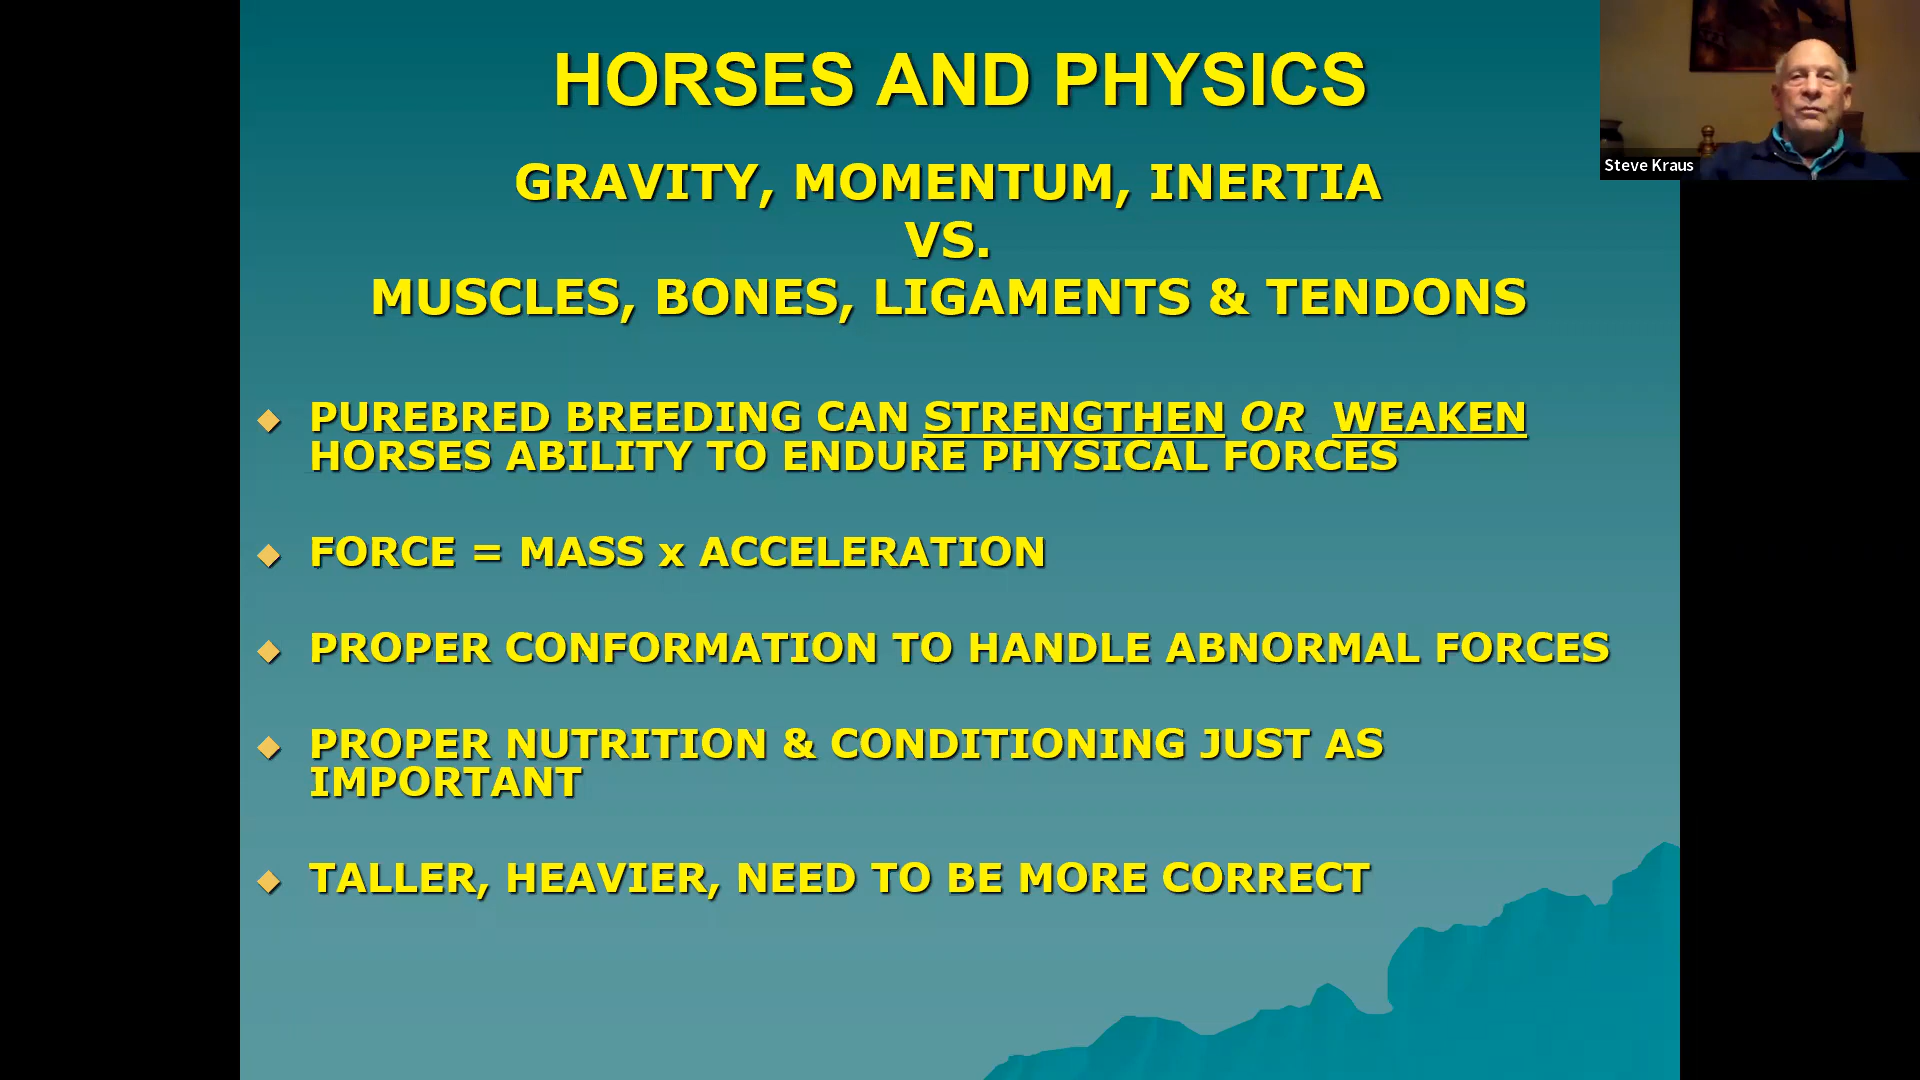 HORSES AND PHYSICS
Steve Kraus
GRAVITY, MOMENTUM, INERTIA
VS.
MUSCLES, BONES, LIGAMENTS & TENDONS
PUREBRED BREEDING CAN STRENGTHEN OR WEAKEN
HORSES ABILITY TO ENDURE PHYSICAL FORCES
FORCE = MASS x ACCELERATION
PROPER CONFORMATION TO HANDLE ABNORMAL FORCES
PROPER NUTRITION & CONDITIONING JUST AS
IMPORTANT
TALLER, HEAVIER, NEED TO BE MORE CORRECT